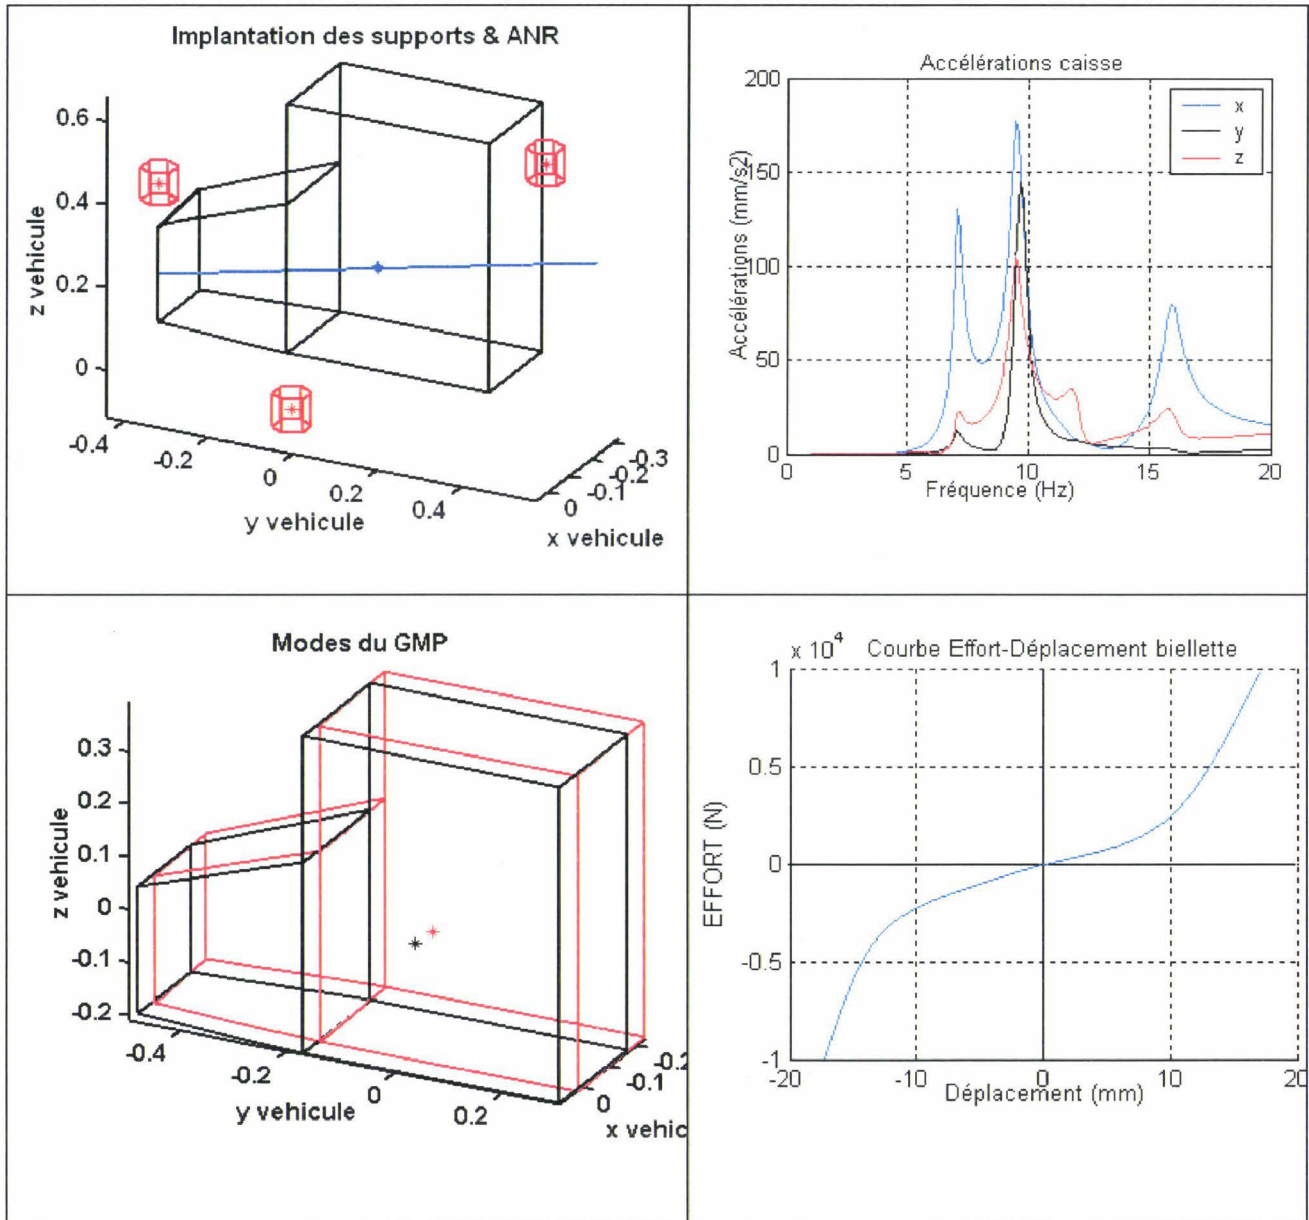 Implantation des supports & ANR
0.6
0.4
0.2
0
z vehicule
-0.4
-0.2
0
0.2
0.4
y vehicule
-0.3
-0.2
-0.1
0
x vehicule
Accélérations caisse
200
150
100
50
0
Accélérations (mm/s2)
x
y
z
0
5
10
15
20
Fréquence (Hz)
Modes du GMP
0.3
0.2
0.1
0
-0.1
-0.2
z vehicule
-0.4
-0.2
0
0.2
y vehicule
-0.2
-0.1
0
x vehic
x 10⁴
Courbe Effort-Déplacement biellette
1
0.5
0
-0.5
-1
EFFORT (N)
-20
-10
0
10
20
Déplacement (mm)